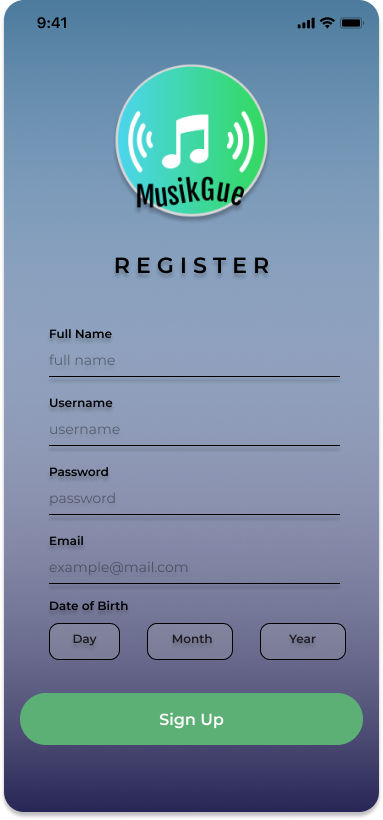 9:41
MusikGue
REGISTER
Full Name
full name
Username
username
Password
password
Email
example@mail.com
Date of Birth
Day Month Year
Sign Up